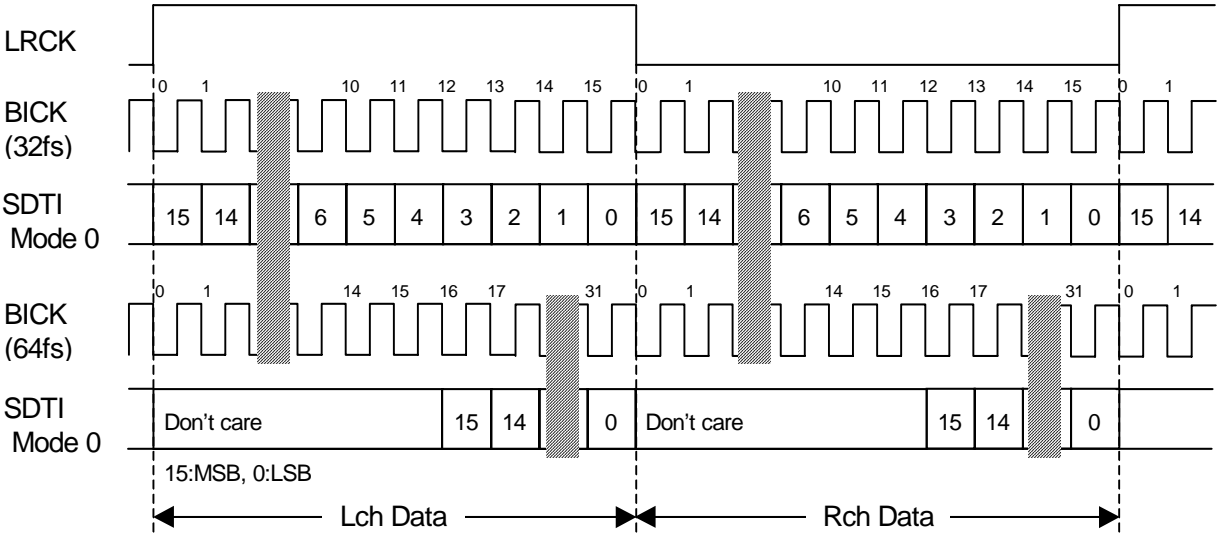 LRCK
0 1 10 11 12 13 14 15 0 1 10 11 12 13 14 15 0 1
BICK
(32fs)
SDTI
Mode 0
15 14 6 5 4 3 2 1 0 15 14 6 5 4 3 2 1 0 15 14
0 1 14 15 16 17 31 0 1 14 15 16 17 31 0 1
BICK
(64fs)
SDTI
Mode 0
Don't care 15 14 0 Don't care 15 14 0
15:MSB, 0:LSB
Lch Data Rch Data